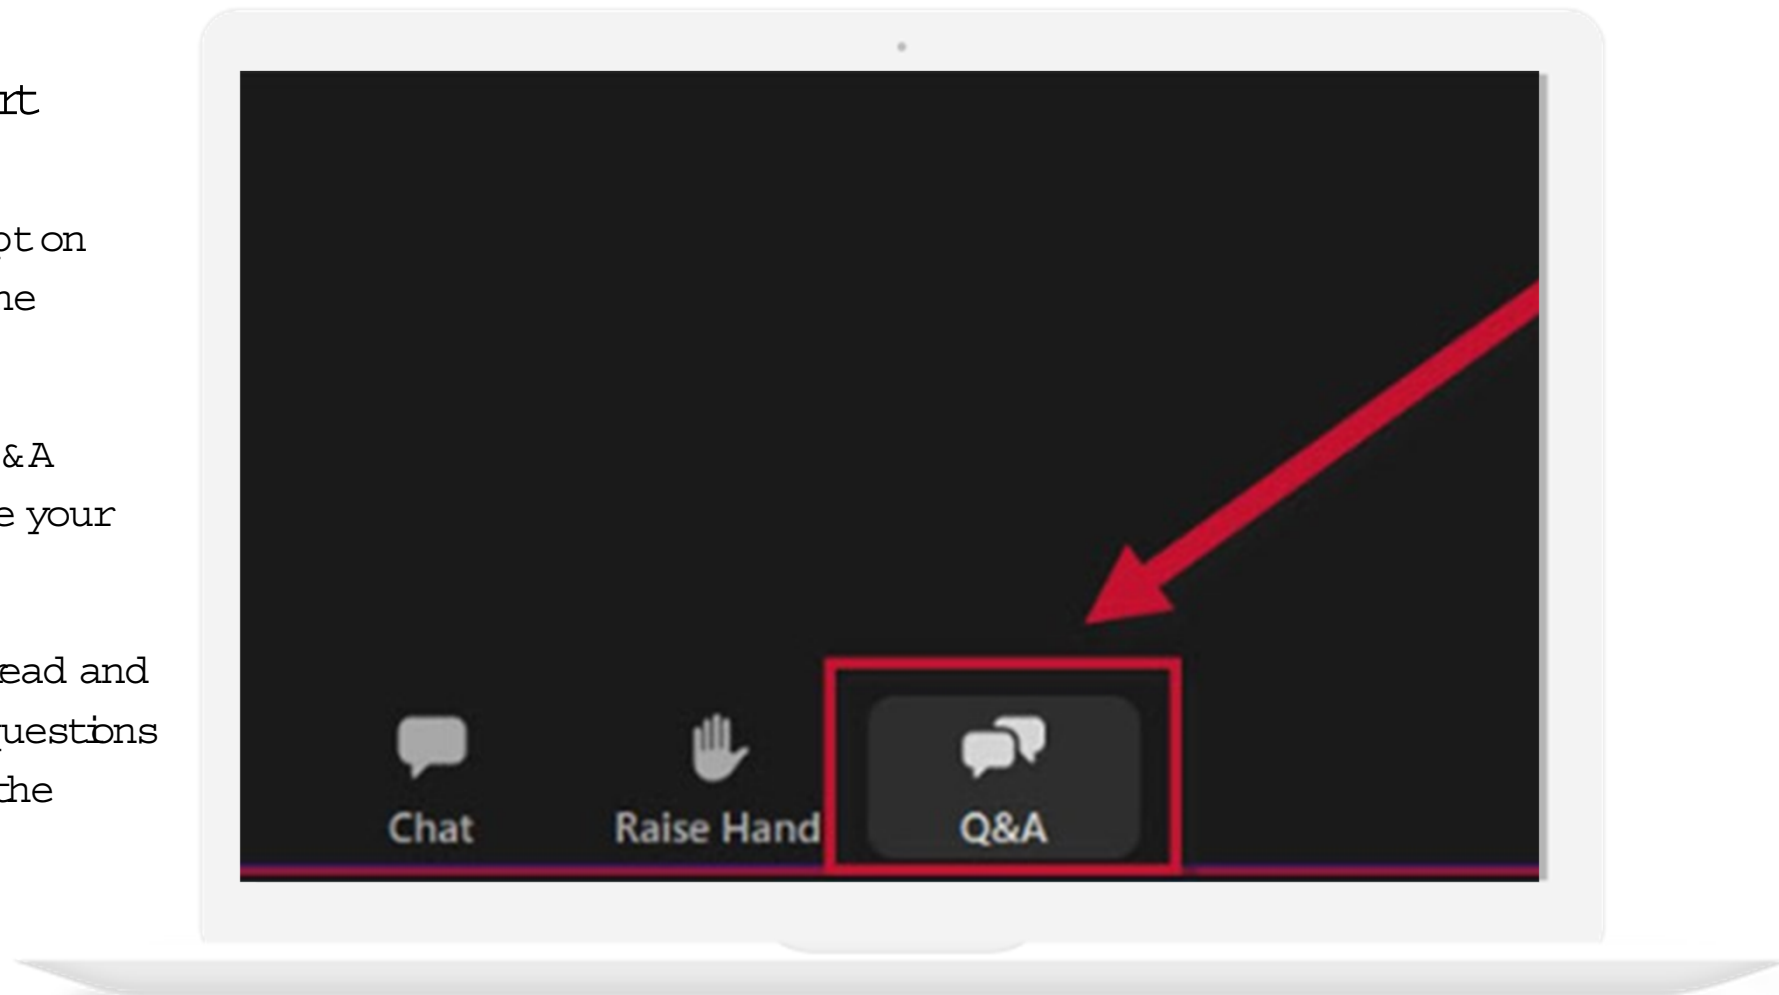 rt
pt on
he
&A
e your
ead and
uestions
the
Chat
Raise Hand
Q&A